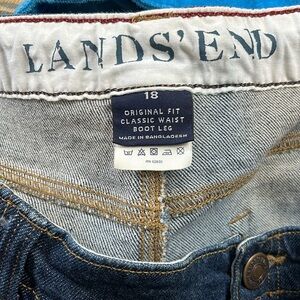 LANDS' END
18
ORIGINAL FIT
CLASSIC WAIST
BOOT LEG
MADE IN BANGLADESH